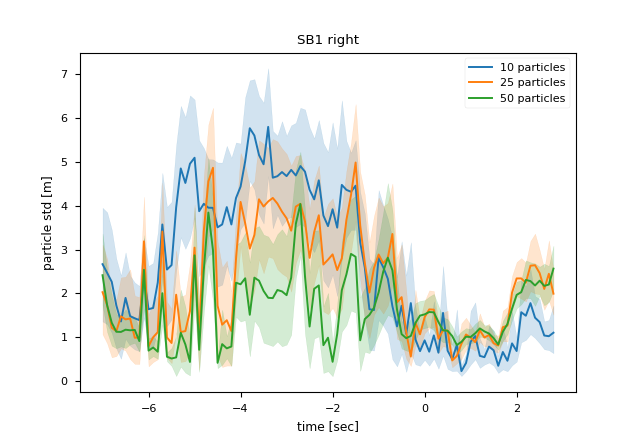 SB1 right
10 particles
25 particles
50 particles
particle std [m]
7
6
5
4
3
2
1
0
−6
−4
−2
0
2
time [sec]